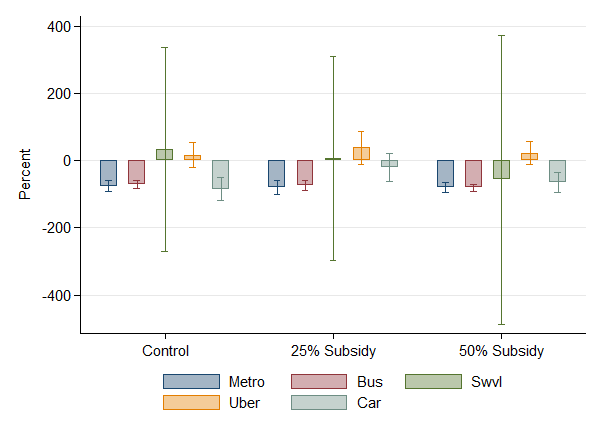 400
200
0
-200
-400
Percent
Control 25% Subsidy 50% Subsidy
Metro Bus Swvl
Uber Car